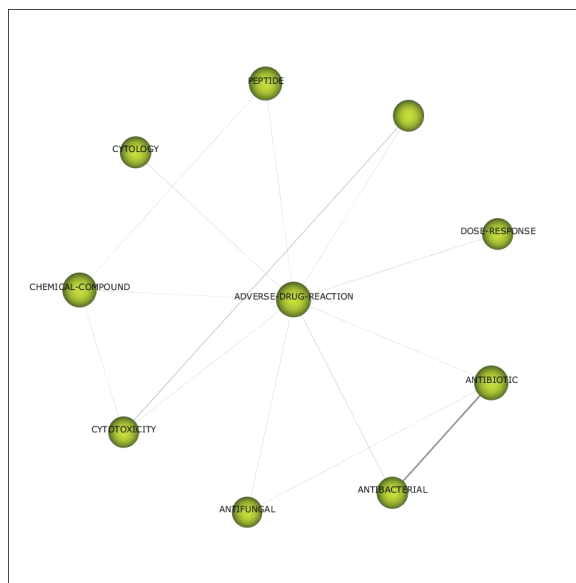 PEPTIDE
CYTOLOGY
DOSE-RESPONSE
CHEMICAL-COMPOUND
ADVERSE-DRUG-REACTION
ANTIBIOTIC
CYTOTOXICITY
ANTIBACTERIAL
ANTIFUNGAL